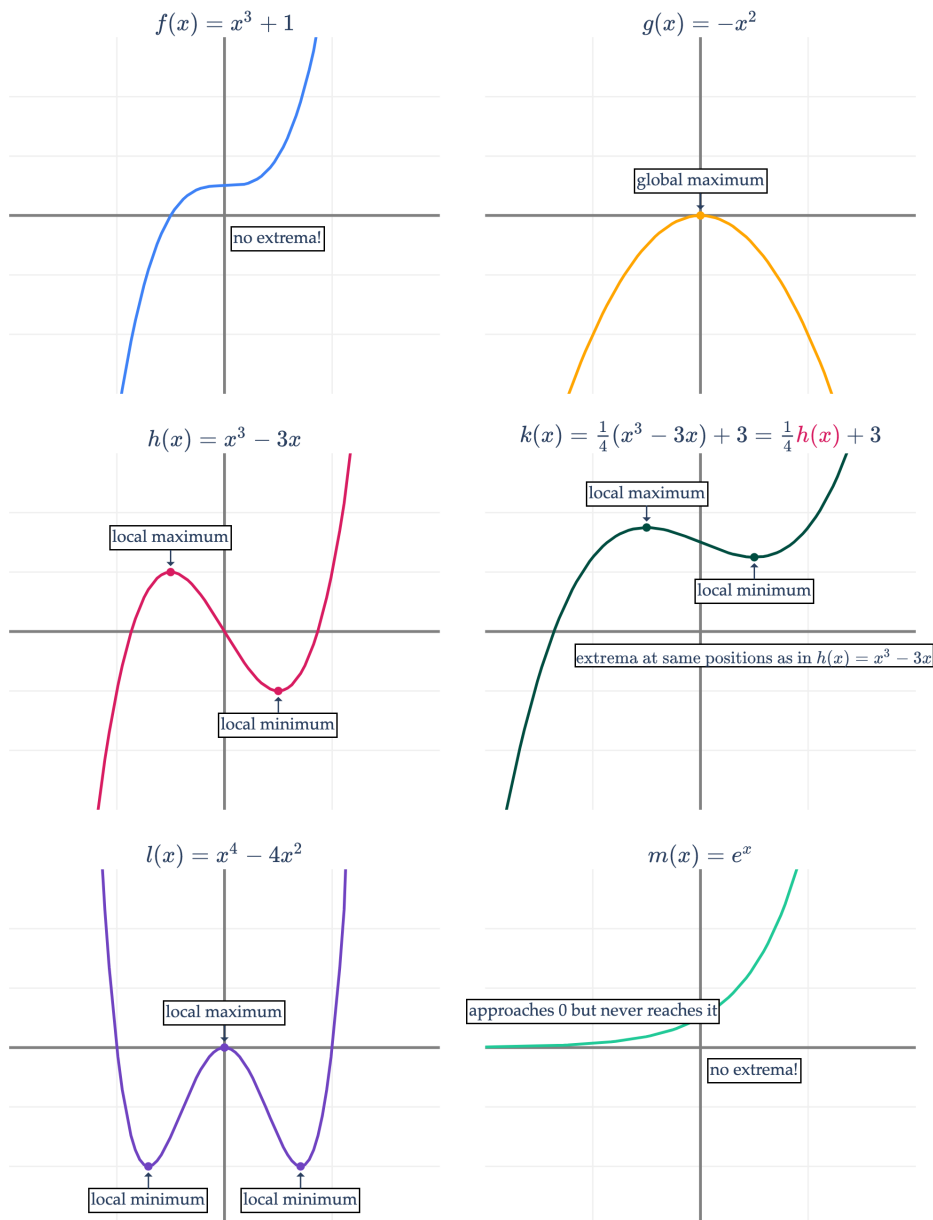 f(x) = x³ + 1
g(x) = −x²
global maximum
no extrema!
h(x) = x³ − 3x
k(x) = ¼(x³ − 3x) + 3 = ¼h(x) + 3
local maximum
local maximum
local minimum
extrema at same positions as in h(x) = x³ − 3x
local minimum
l(x) = x⁴ − 4x²
m(x) = eˣ
local maximum
approaches 0 but never reaches it
no extrema!
local minimum
local minimum